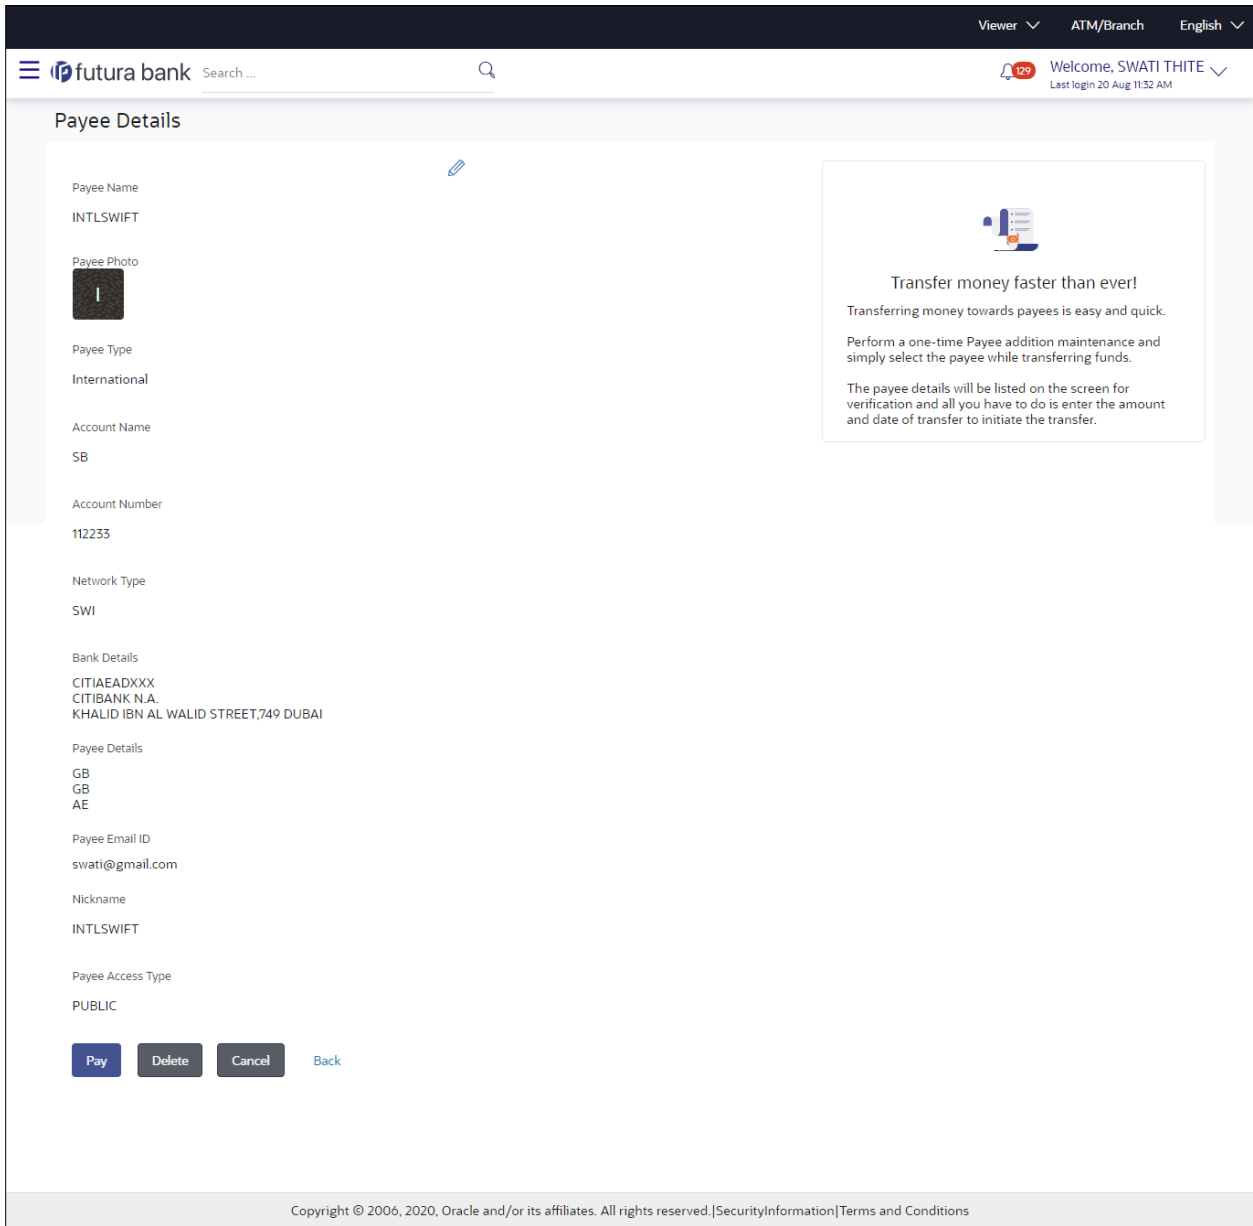 Viewer ATM/Branch English
futura bank Search ... 129 Welcome, SWATI THITE
Last login 20 Aug 11:32 AM
Payee Details
Payee Name
INTLSWIFT
Payee Photo
I
Payee Type
International
Account Name
SB
Account Number
112233
Network Type
SWI
Bank Details
CITIAEADXXX
CITIBANK N.A.
KHALID IBN AL WALID STREET,749 DUBAI
Payee Details
GB
GB
AE
Payee Email ID
swati@gmail.com
Nickname
INTLSWIFT
Payee Access Type
PUBLIC
Pay Delete Cancel Back
Transfer money faster than ever!
Transferring money towards payees is easy and quick.
Perform a one-time Payee addition maintenance and
simply select the payee while transferring funds.
The payee details will be listed on the screen for
verification and all you have to do is enter the amount
and date of transfer to initiate the transfer.
Copyright © 2006, 2020, Oracle and/or its affiliates. All rights reserved.|SecurityInformation|Terms and Conditions